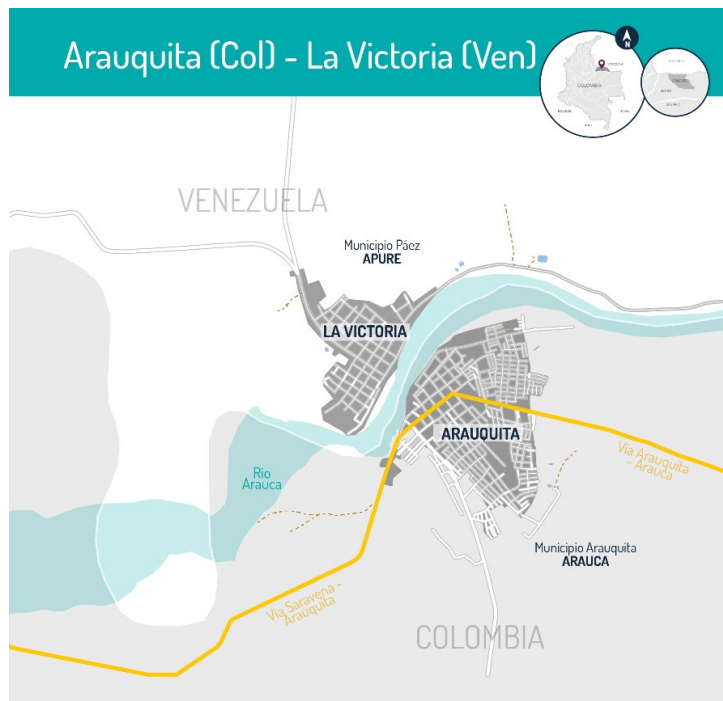 Arauquita (Col) - La Victoria (Ven)
N
COLOMBIA
VENEZUELA
Municipio Páez
APURE
LA VICTORIA
ARAUQUITA
Río
Arauca
Vía Arauquita
- Arauca
Municipio Arauquita
ARAUCA
Vía Saravena -
Arauquita
COLOMBIA